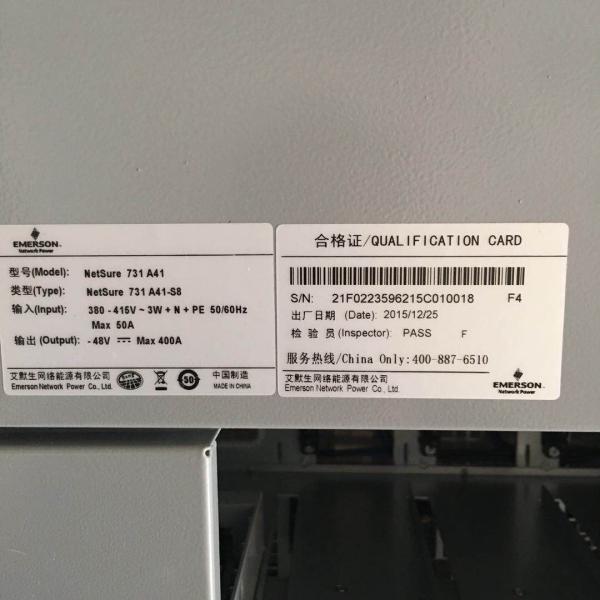 EMERSON
Network Power
型号(Model): NetSure 731 A41
类型(Type): NetSure 731 A41-S8
输入(Input): 380 - 415V ~ 3W + N + PE 50/60Hz
Max 50A
输出(Output): -48V ⎓ Max 400A
50
中国制造
MADE IN CHINA
艾默生网络能源有限公司
Emerson Network Power Co., Ltd.
合格证/QUALIFICATION CARD
S/N: 21F0223596215C010018 F4
出厂日期 (Date): 2015/12/25
检 验 员 (Inspector): PASS F
服务热线/China Only:400-887-6510
艾默生网络能源有限公司
Emerson Network Power Co., Ltd.
EMERSON
Network Power